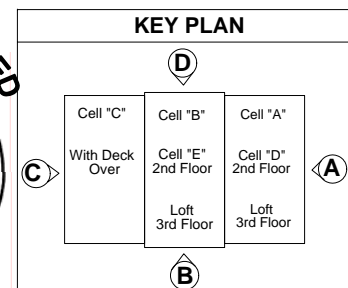 KEY PLAN
ED
D
Cell "C"
With Deck
Over
Cell "B"
Cell "E"
2nd Floor
Loft
3rd Floor
Cell "A"
Cell "D"
2nd Floor
Loft
3rd Floor
C
A
B